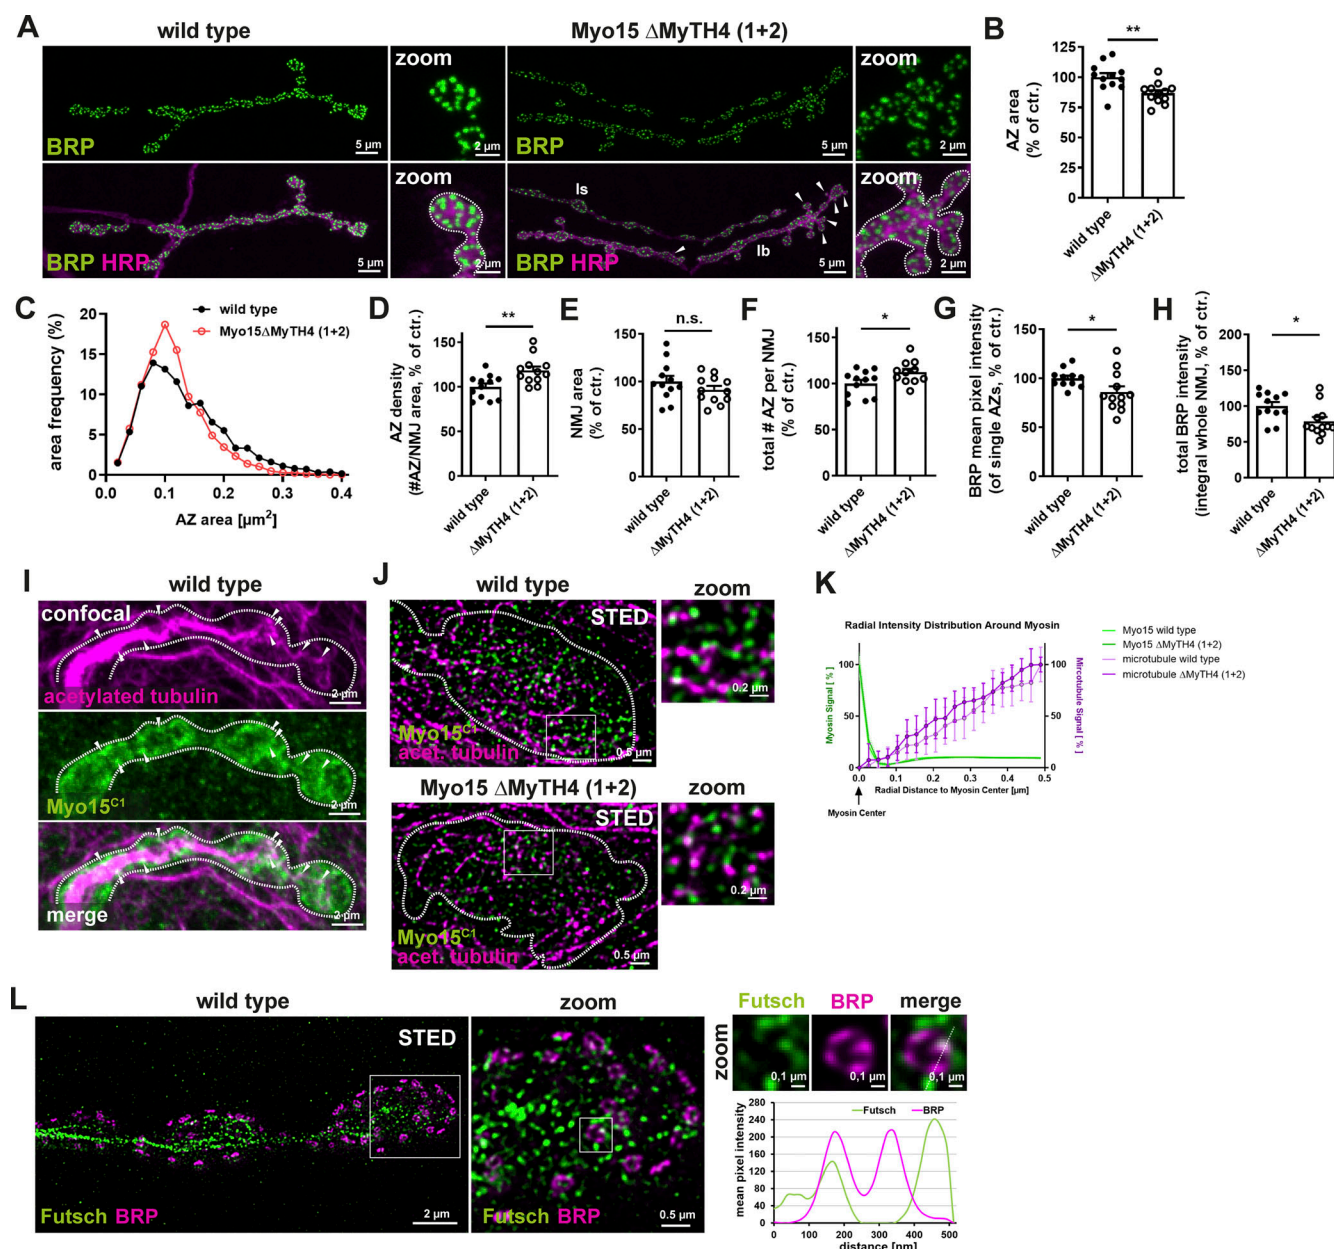 A
wild type
Myo15 ΔMyTH4 (1+2)
zoom
zoom
BRP
5 µm
2 µm
BRP
5 µm
2 µm
zoom
Is
zoom
BRP HRP
5 µm
2 µm
BRP HRP
Ib
5 µm
2 µm
B
**
AZ area
(% of ctr.)
125
100
75
50
25
0
wild type
ΔMyTH4 (1+2)
C
area frequency (%)
20
15
10
5
0
wild type
Myo15ΔMyTH4 (1+2)
0.1
0.2
0.3
0.4
AZ area [µm²]
D
**
AZ density
(#AZ/NMJ area, % of ctr.)
150
100
50
0
wild type
ΔMyTH4 (1+2)
E
n.s.
NMJ area
(% of ctr.)
150
100
50
0
wild type
ΔMyTH4 (1+2)
F
*
total # AZ per NMJ
(% of ctr.)
150
100
50
0
wild type
ΔMyTH4 (1+2)
G
*
BRP mean pixel intensity
(of single AZs, % of ctr.)
150
100
50
0
wild type
ΔMyTH4 (1+2)
H
*
total BRP intensity
(integral whole NMJ, % of ctr.)
200
150
100
50
0
wild type
ΔMyTH4 (1+2)
I
wild type
confocal
acetylated tubulin
2 µm
Myo15C1
2 µm
merge
2 µm
J
wild type
zoom
STED
Myo15C1
acet. tubulin
0.5 µm
0.2 µm
Myo15 ΔMyTH4 (1+2)
zoom
STED
Myo15C1
acet. tubulin
0.5 µm
0.2 µm
K
Radial Intensity Distribution Around Myosin
Myosin Signal [ % ]
100
50
0
100
50
0
Mircotubule Signal [ % ]
0.0
0.1
0.2
0.3
0.4
0.5
Radial Distance to Myosin Center [µm]
Myosin Center
Myo15 wild type
Myo15 ΔMyTH4 (1+2)
microtubule wild type
microtubule ΔMyTH4 (1+2)
L
wild type
zoom
STED
Futsch BRP
2 µm
Futsch BRP
0.5 µm
Futsch
BRP
merge
zoom
0,1 µm
0,1 µm
0,1 µm
mean pixel intensity
280
240
200
160
120
80
40
0
Futsch
BRP
0
100
200
300
400
500
distance [nm]